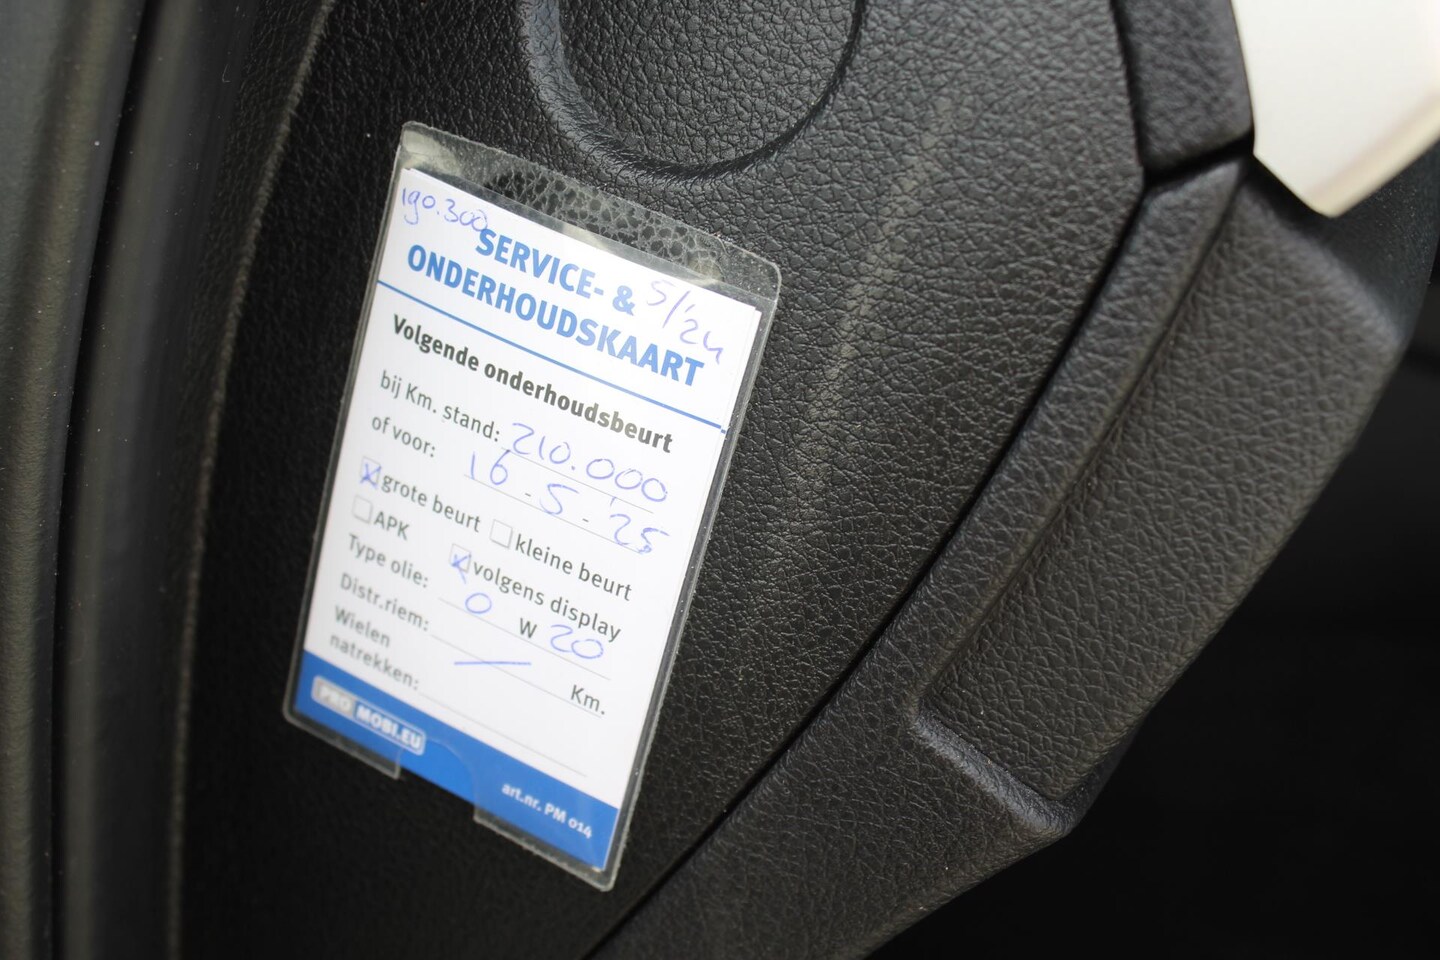 190.300
SERVICE- & 5/'24
ONDERHOUDSKAART
Volgende onderhoudsbeurt
bij Km. stand: 210.000
of voor: 16-5-'25
grote beurt kleine beurt
APK volgens display
Type olie: 0 W 20
Distr.riem: — Km.
Wielen
natrekken:
PRO MOBI.EU
art.nr. PM 014